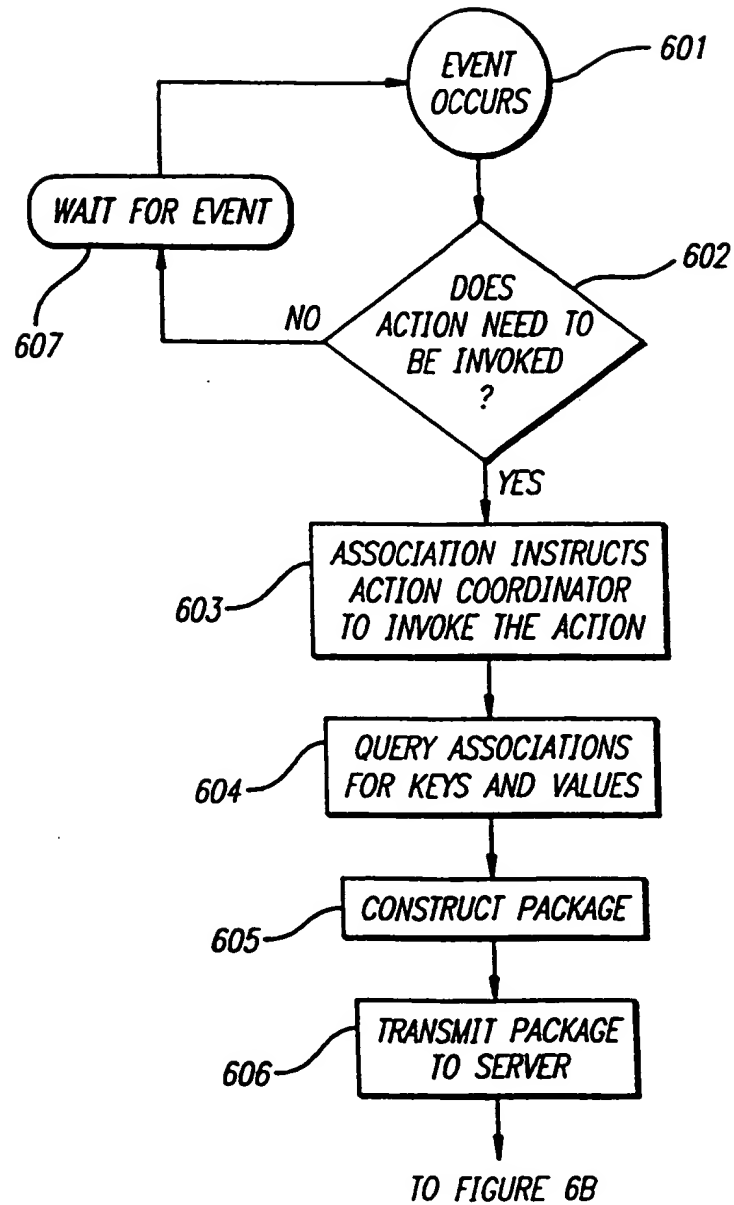 EVENT
OCCURS
601
WAIT FOR EVENT
607
DOES
ACTION NEED TO
BE INVOKED
?
602
NO
YES
ASSOCIATION INSTRUCTS
ACTION COORDINATOR
TO INVOKE THE ACTION
603
QUERY ASSOCIATIONS
FOR KEYS AND VALUES
604
CONSTRUCT PACKAGE
605
TRANSMIT PACKAGE
TO SERVER
606
TO FIGURE 6B